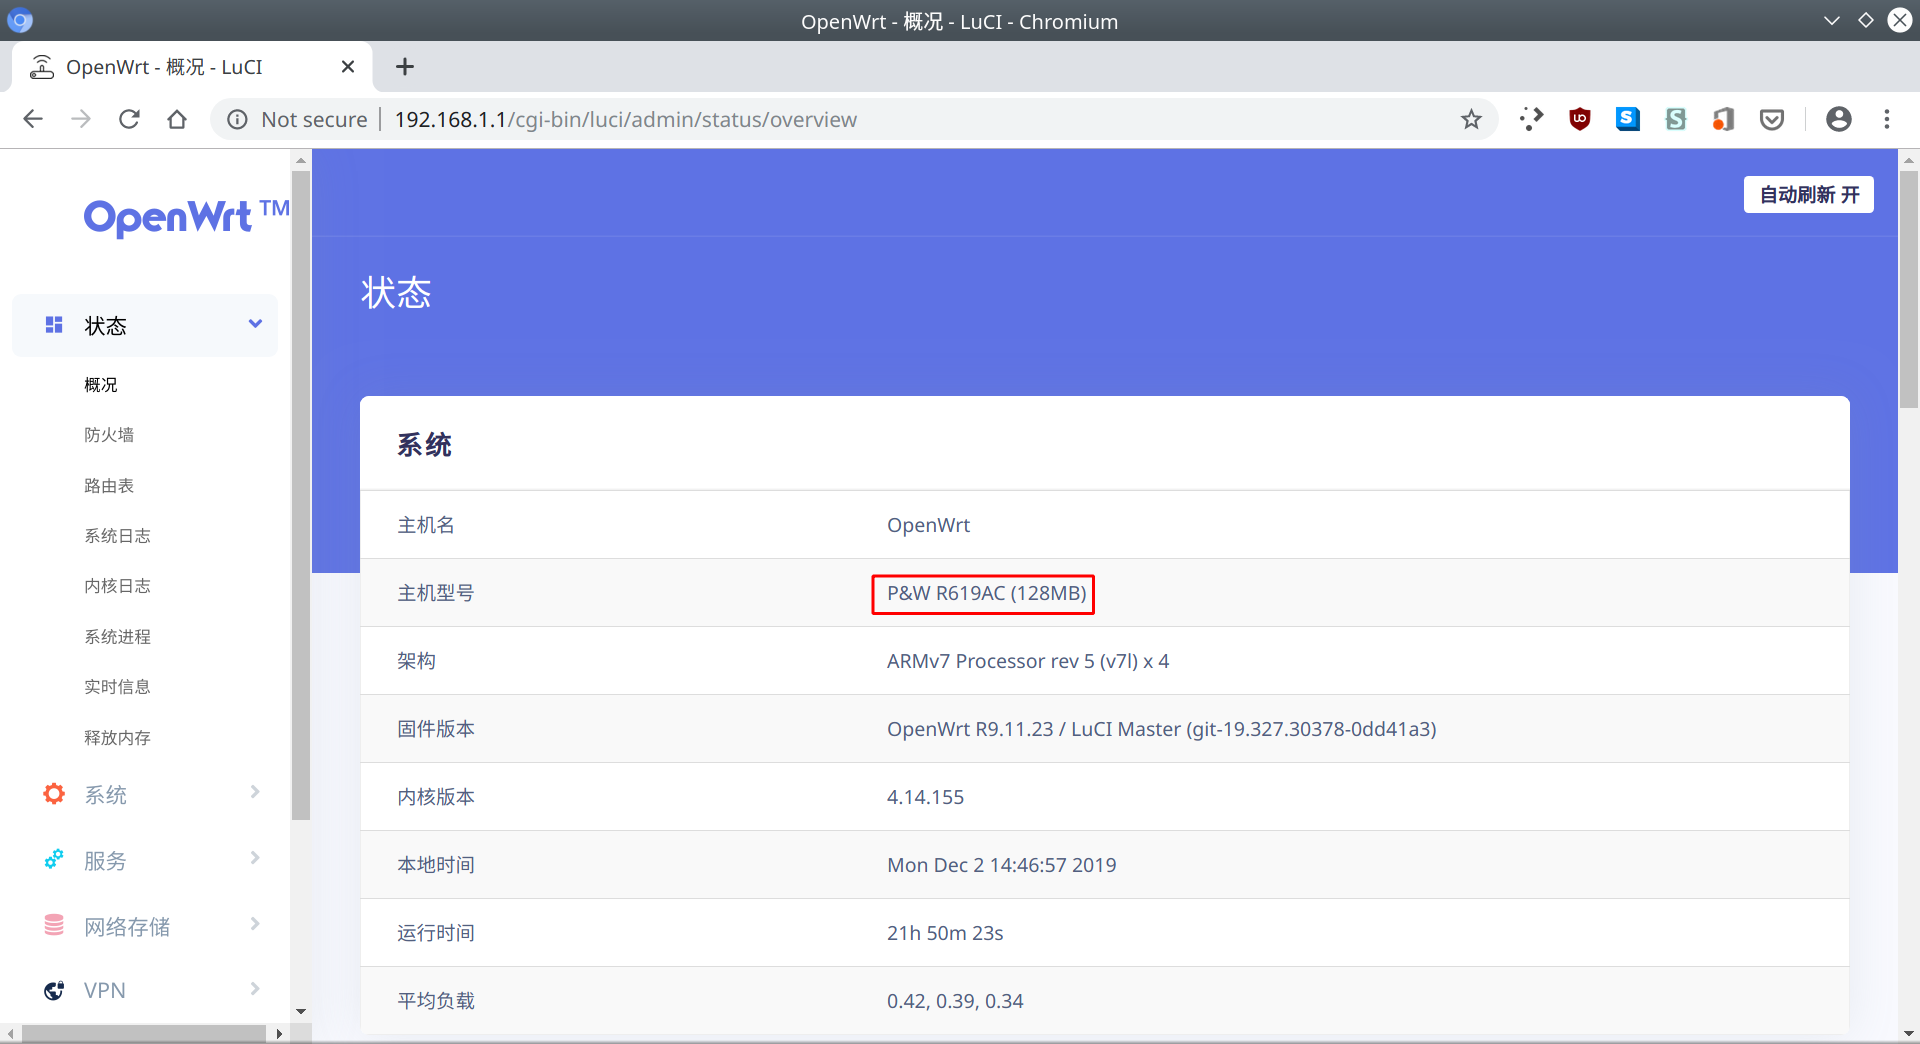 OpenWrt - 概况 - LuCI - Chromium
OpenWrt - 概况 - LuCI
Not secure
192.168.1.1/cgi-bin/luci/admin/status/overview
OpenWrt ™
自动刷新 开
状态
概况
防火墙
路由表
系统日志
内核日志
系统进程
实时信息
释放内存
系统
服务
网络存储
VPN
状态
系统
主机名 OpenWrt
主机型号 P&W R619AC (128MB)
架构 ARMv7 Processor rev 5 (v7l) x 4
固件版本 OpenWrt R9.11.23 / LuCI Master (git-19.327.30378-0dd41a3)
内核版本 4.14.155
本地时间 Mon Dec 2 14:46:57 2019
运行时间 21h 50m 23s
平均负载 0.42, 0.39, 0.34